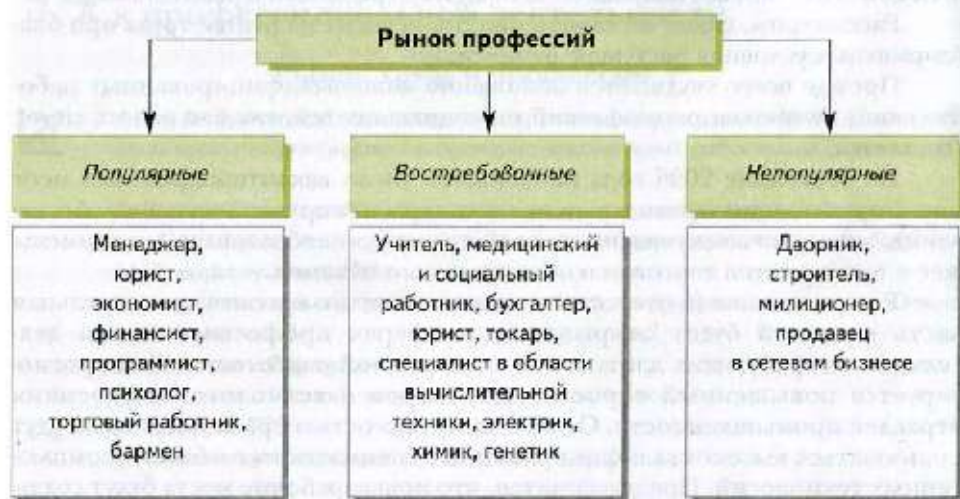 Рынок профессий
Популярные
Востребованные
Непопулярные
Менеджер,
юрист,
экономист,
финансист,
программист,
психолог,
торговый работник,
бармен
Учитель, медицинский
и социальный
работник, бухгалтер,
юрист, токарь,
специалист в области
вычислительной
техники, электрик,
химик, генетик
Дворник,
строитель,
милиционер,
продавец
в сетевом бизнесе